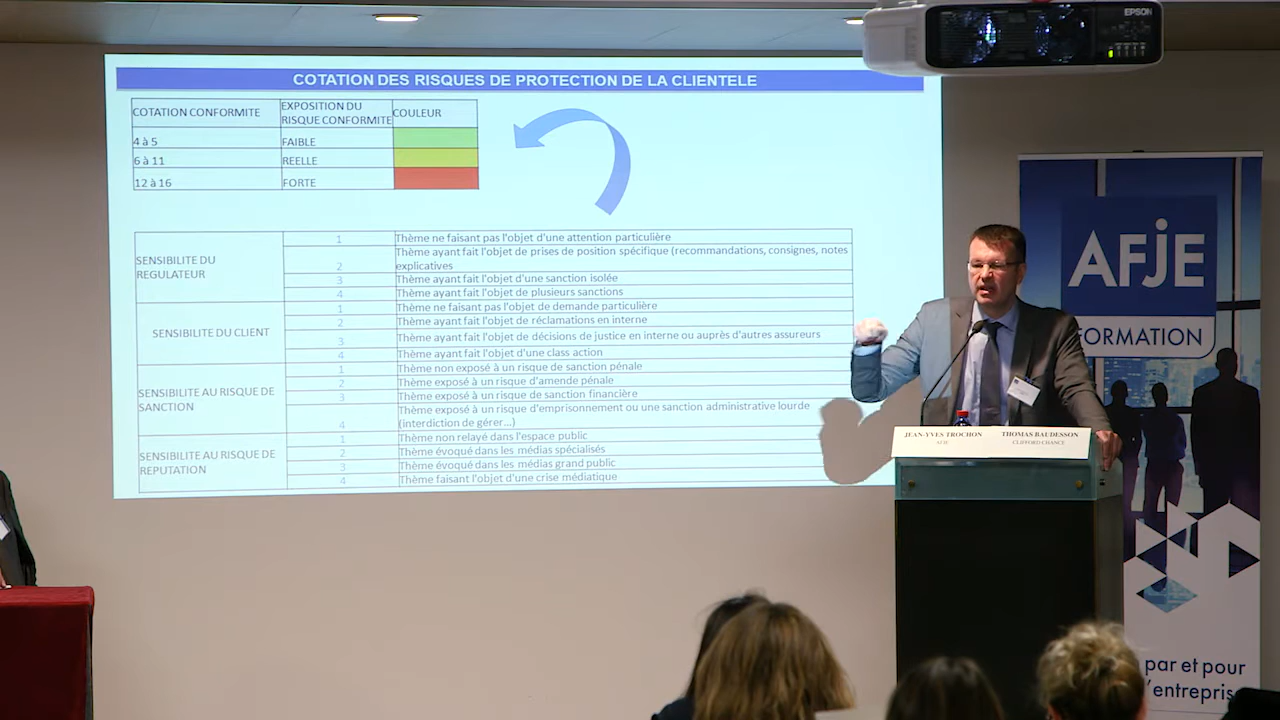 EPSON
COTATION DES RISQUES DE PROTECTION DE LA CLIENTELE
COTATION CONFORMITE
EXPOSITION DU
RISQUE CONFORMITE
COULEUR
4 à 5
FAIBLE
6 à 11
REELLE
12 à 16
FORTE
SENSIBILITE DU
REGULATEUR
1
Thème ne faisant pas l'objet d'une attention particulière
2
Thème ayant fait l'objet de prises de position spécifique (recommandations, consignes, notes
explicatives
3
Thème ayant fait l'objet d'une sanction isolée
4
Thème ayant fait l'objet de plusieurs sanctions
SENSIBILITE DU CLIENT
1
Thème ne faisant pas l'objet de demande particulière
2
Thème ayant fait l'objet de réclamations en interne
3
Thème ayant fait l'objet de décisions de justice en interne ou auprès d'autres assureurs
4
Thème ayant fait l'objet d'une class action
SENSIBILITE AU RISQUE DE
SANCTION
1
Thème non exposé à un risque de sanction pénale
2
Thème exposé à un risque d'amende pénale
3
Thème exposé à un risque de sanction financière
4
Thème exposé à un risque d'emprisonnement ou une sanction administrative lourde
(interdiction de gérer...)
SENSIBILITE AU RISQUE DE
REPUTATION
1
Thème non relayé dans l'espace public
2
Thème évoqué dans les médias spécialisés
3
Thème évoqué dans les médias grand public
4
Thème faisant l'objet d'une crise médiatique
AFJE
FORMATION
JEAN-YVES TROCHON
AFJE
THOMAS BAUDESSON
CLIFFORD CHANCE
par et pour
l'entrepris